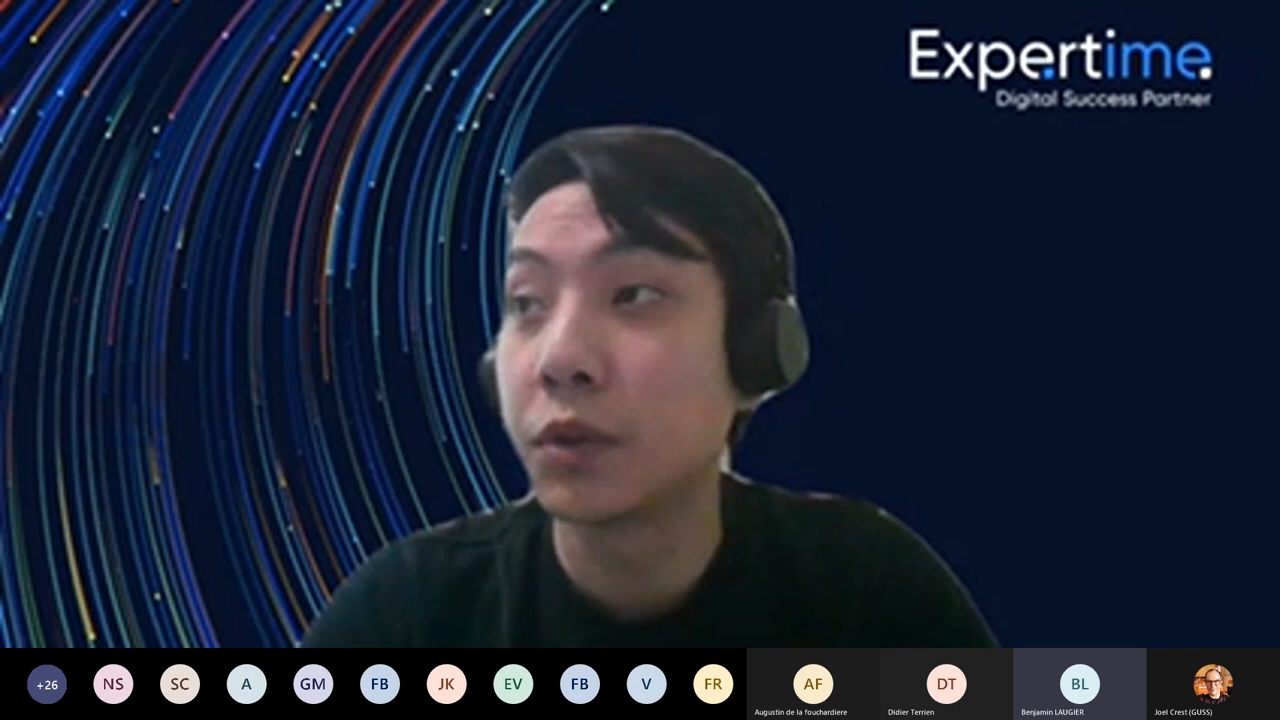 Expertime.
Digital Success Partner
+26
NS
SC
A
GM
FB
JK
EV
FB
V
FR
AF
DT
BL
Augustin de la fouchardiere
Didier Terrien
Benjamin LAUGIER
Joel Crest (GUSS)